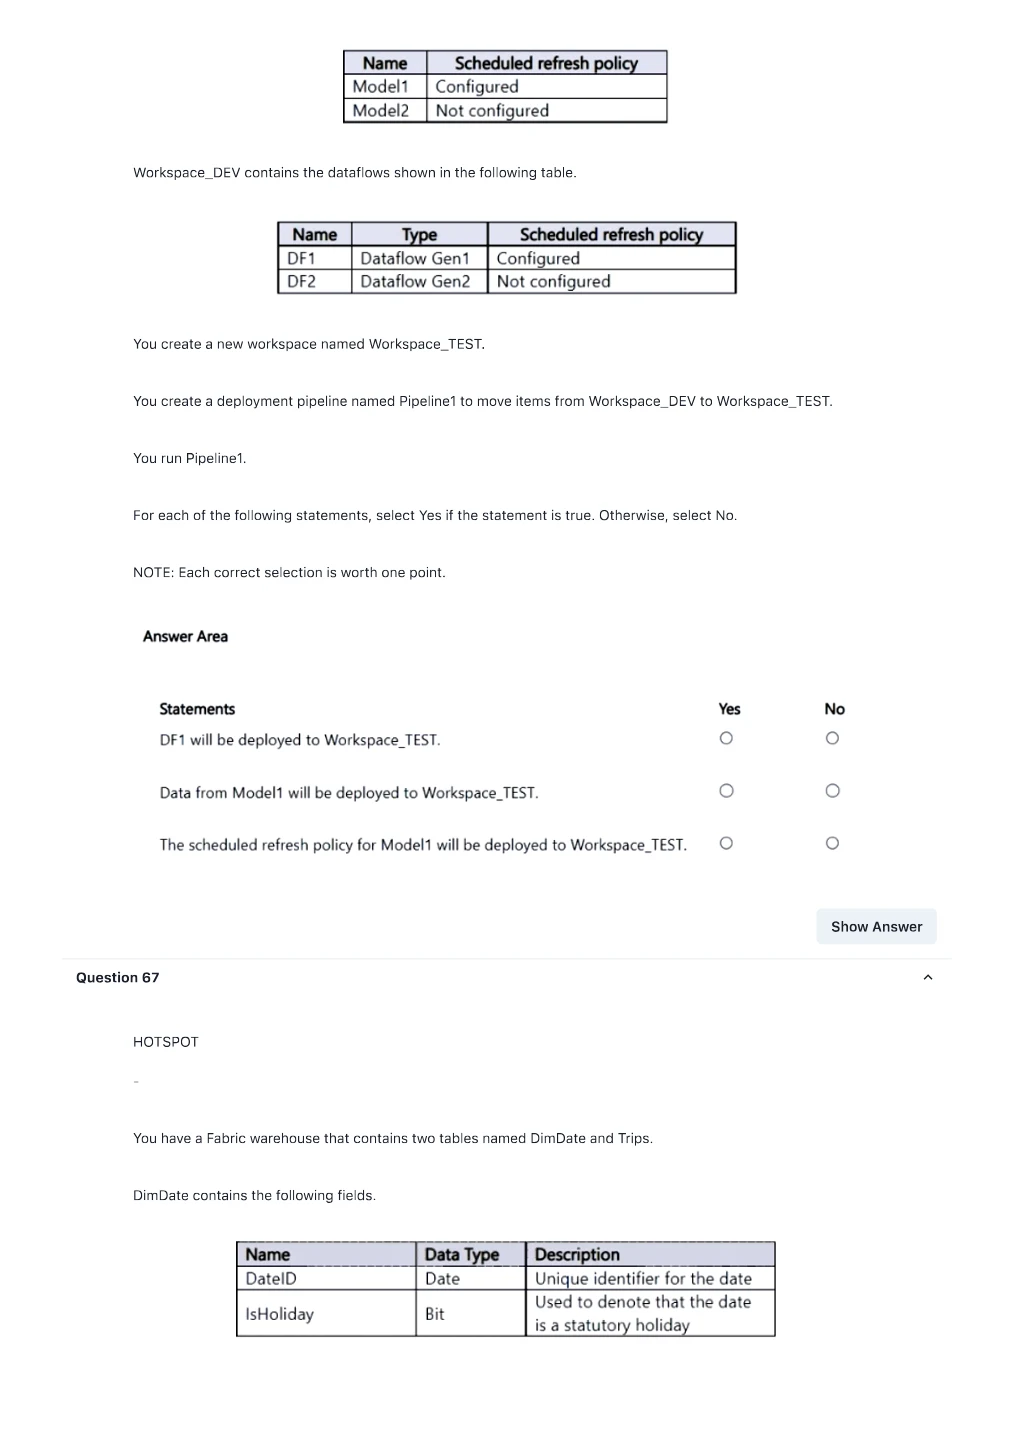 Name Scheduled refresh policy
Model1 Configured
Model2 Not configured
Workspace_DEV contains the dataflows shown in the following table.
Name Type Scheduled refresh policy
DF1 Dataflow Gen1 Configured
DF2 Dataflow Gen2 Not configured
You create a new workspace named Workspace_TEST.
You create a deployment pipeline named Pipeline1 to move items from Workspace_DEV to Workspace_TEST.
You run Pipeline1.
For each of the following statements, select Yes if the statement is true. Otherwise, select No.
NOTE: Each correct selection is worth one point.
Answer Area
Statements Yes No
DF1 will be deployed to Workspace_TEST.
Data from Model1 will be deployed to Workspace_TEST.
The scheduled refresh policy for Model1 will be deployed to Workspace_TEST.
Show Answer
Question 67
HOTSPOT
-
You have a Fabric warehouse that contains two tables named DimDate and Trips.
DimDate contains the following fields.
Name Data Type Description
DateID Date Unique identifier for the date
IsHoliday Bit Used to denote that the date
is a statutory holiday